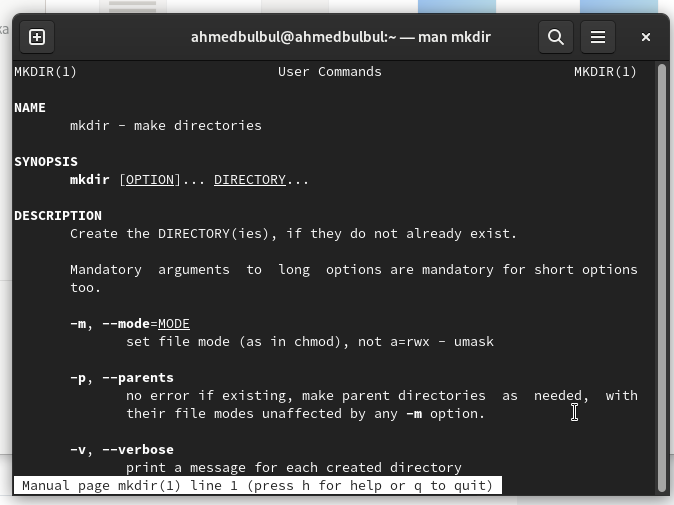 ka
ahmedbulbul@ahmedbulbul:~ — man mkdir
MKDIR(1) User Commands MKDIR(1)
NAME
mkdir - make directories
SYNOPSIS
mkdir [OPTION]... DIRECTORY...
DESCRIPTION
Create the DIRECTORY(ies), if they do not already exist.
Mandatory arguments to long options are mandatory for short options
too.
-m, --mode=MODE
set file mode (as in chmod), not a=rwx - umask
-p, --parents
no error if existing, make parent directories as needed, with
their file modes unaffected by any -m option.
-v, --verbose
print a message for each created directory
Manual page mkdir(1) line 1 (press h for help or q to quit)